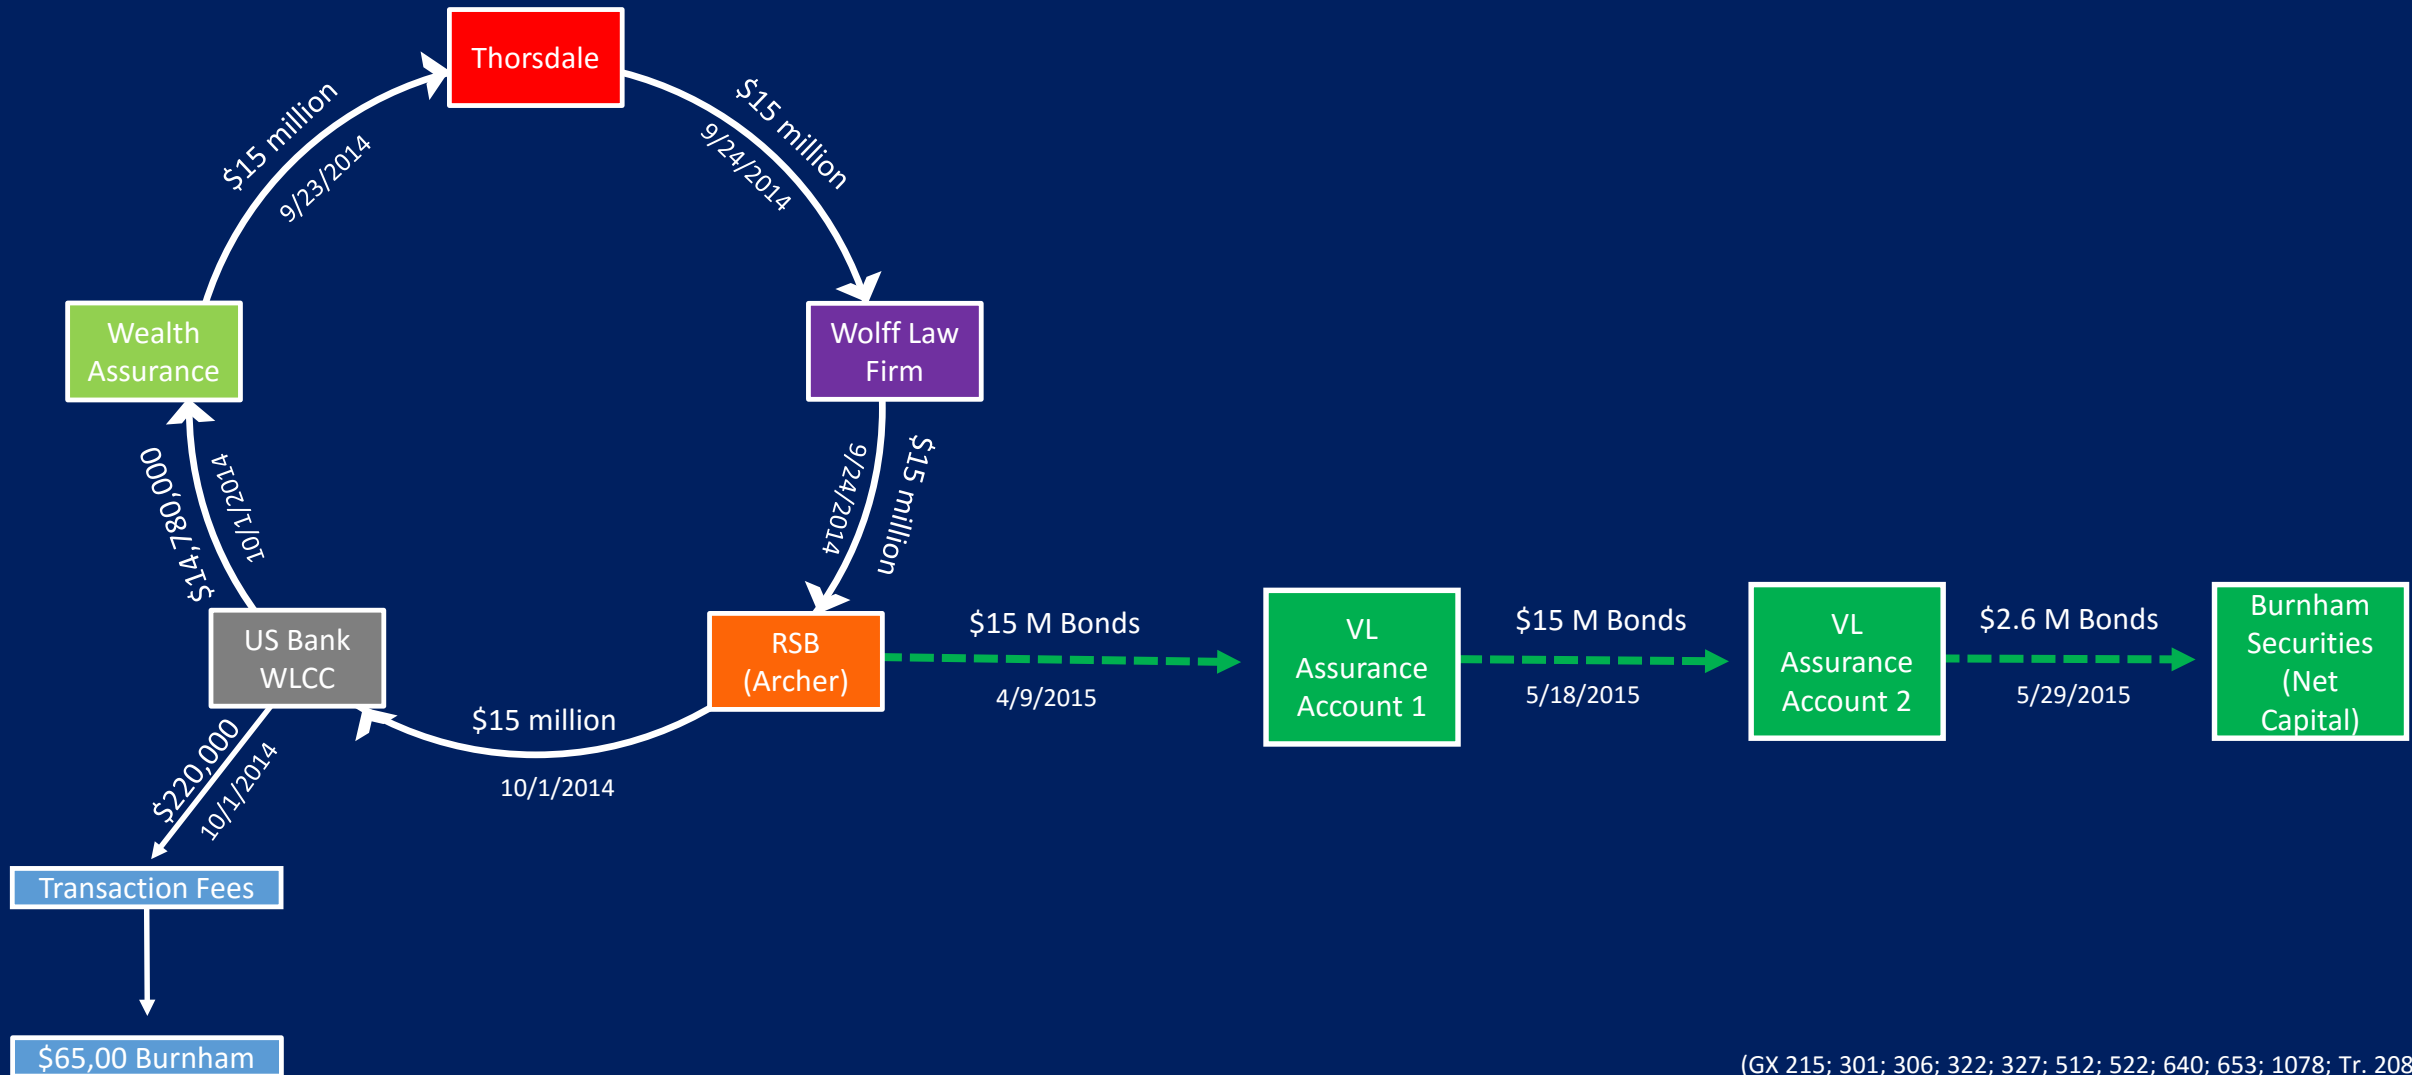 Thorsdale
$15 million
9/23/2014
$15 million
9/24/2014
Wealth
Assurance
Wolff Law
Firm
$14,780,000
10/1/2014
$15 million
9/24/2014
US Bank
WLCC
RSB
(Archer)
$15 million
10/1/2014
$15 M Bonds
4/9/2015
VL
Assurance
Account 1
$15 M Bonds
5/18/2015
VL
Assurance
Account 2
$2.6 M Bonds
5/29/2015
Burnham
Securities
(Net
Capital)
$220,000
10/1/2014
Transaction Fees
$65,00 Burnham
(GX 215; 301; 306; 322; 327; 512; 522; 640; 653; 1078; Tr. 208